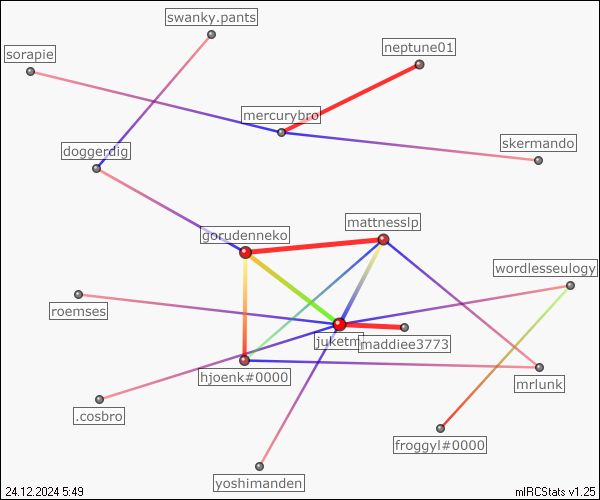 swanky.pants
sorapie
neptune01
mercurybro
skermando
doggerdig
mattnesslp
gorudenneko
wordlesseulogy
roemses
juketm
maddiee3773
hjoenk#0000
mrlunk
.cosbro
froggyl#0000
yoshimanden
24.12.2024 5:49
mIRCStats v1.25